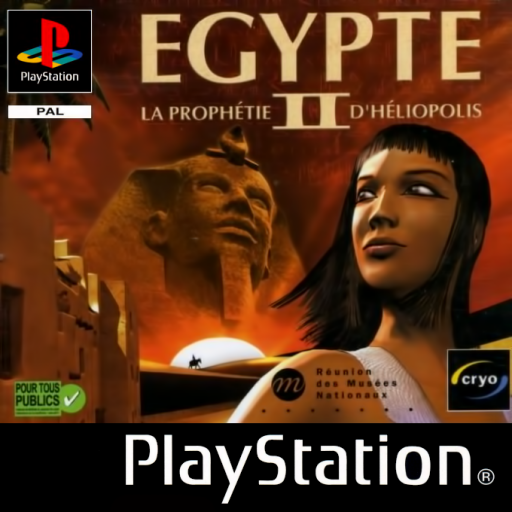 PlayStation
PAL
EGYPTE
LA PROPHÉTIE II D'HÉLIOPOLIS
POUR TOUS
PUBLICS
m
Réunion
des Musées
Nationaux
cryo
PlayStation®